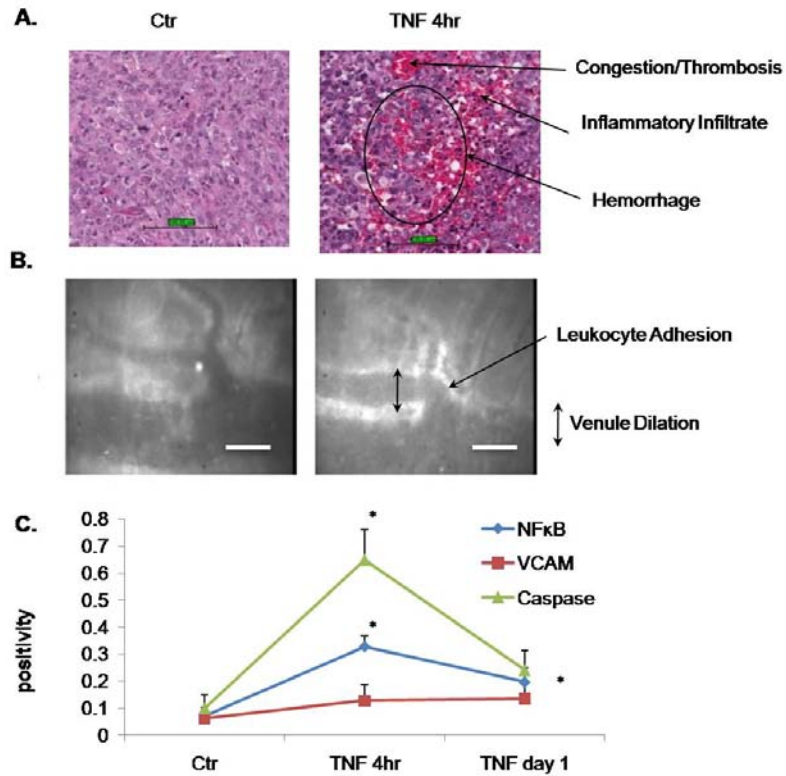 A.
Ctr
TNF 4hr
Congestion/Thrombosis
Inflammatory Infiltrate
Hemorrhage
B.
Leukocyte Adhesion
Venule Dilation
C.
0.8
0.7
0.6
0.5
0.4
0.3
0.2
0.1
0
positivity
*
*
*
NFκB
VCAM
Caspase
Ctr
TNF 4hr
TNF day 1